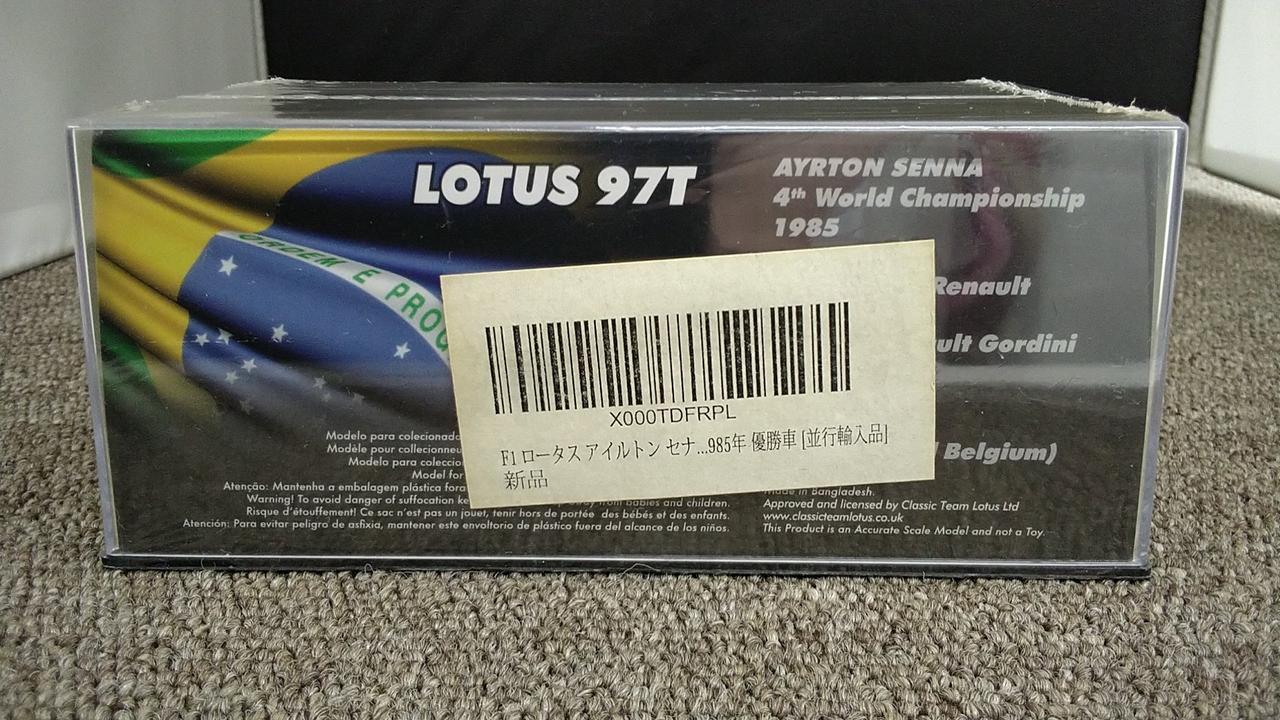 LOTUS 97T
AYRTON SENNA
4th World Championship
1985
Renault
Gordini
Belgium)
ORDEM E
X000TDFRPL
F1 ロータス アイルトン セナ...985年 優勝車 [並行輸入品]
新品
Modelo para
Modèle pour
Modelo para
Model for
Atenção: Mantenha a embalagem plástica fora
Warning! To avoid danger of suffocation from babies and children.
Risque d'étouffement! Ce sac n'est pas un jouet, tenir hors de portée des bébés et des enfants.
Atención: Para evitar peligro de asfixia, mantener este envoltorio de plástico fuera del alcance de los niños.
Made in Bangladesh.
Approved and licensed by Classic Team Lotus Ltd
www.classicteamlotus.co.uk
This Product is an Accurate Scale Model and not a Toy.